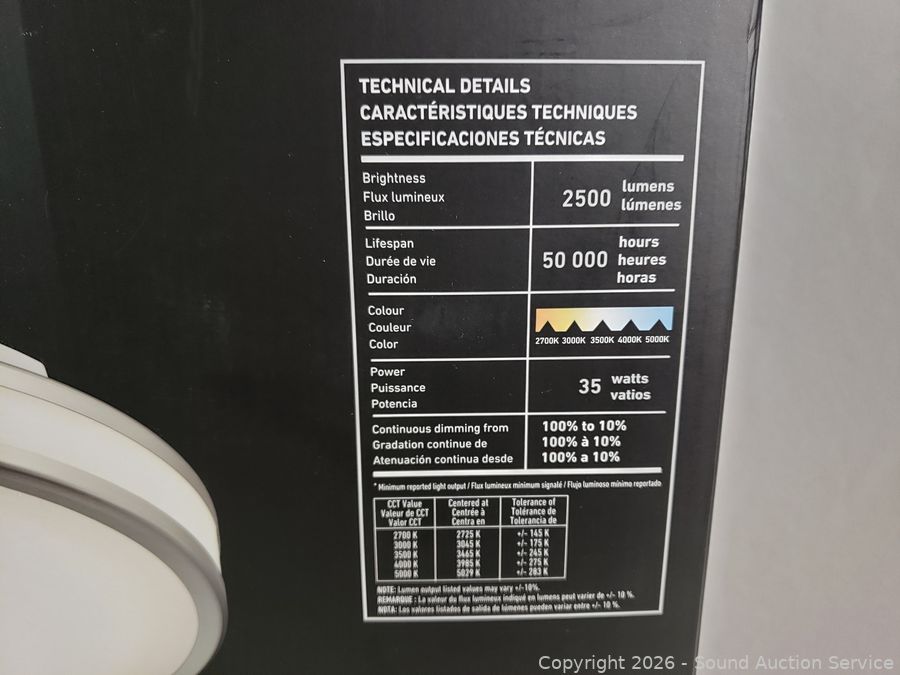 TECHNICAL DETAILS
CARACTÉRISTIQUES TECHNIQUES
ESPECIFICACIONES TÉCNICAS
Brightness
Flux lumineux
Brillo
2500 lumens
lúmenes
Lifespan
Durée de vie
Duración
50 000 hours
heures
horas
Colour
Couleur
Color
2700K 3000K 3500K 4000K 5000K
Power
Puissance
Potencia
35 watts
vatios
Continuous dimming from 100% to 10%
Gradation continue de 100% à 10%
Atenuación continua desde 100% a 10%
* Minimum reported light output / Flux lumineux minimum signalé / Flujo luminoso mínimo reportado
CCT Value Centered at Tolerance of
Valeur de CCT Centrée à Tolérance de
Valor CCT Centra en Tolerancia de
2700 K 2725 K +/- 145 K
3000 K 3045 K +/- 175 K
3500 K 3465 K +/- 245 K
4000 K 3985 K +/- 275 K
5000 K 5029 K +/- 283 K
NOTE: Lumen output listed values may vary +/-10%.
REMARQUE : La valeur du flux lumineux indiqué en lumens peut varier de +/- 10 %.
NOTA: Los valores listados de salida de lúmenes pueden variar entre +/- 10 %.
Copyright 2026 - Sound Auction Service